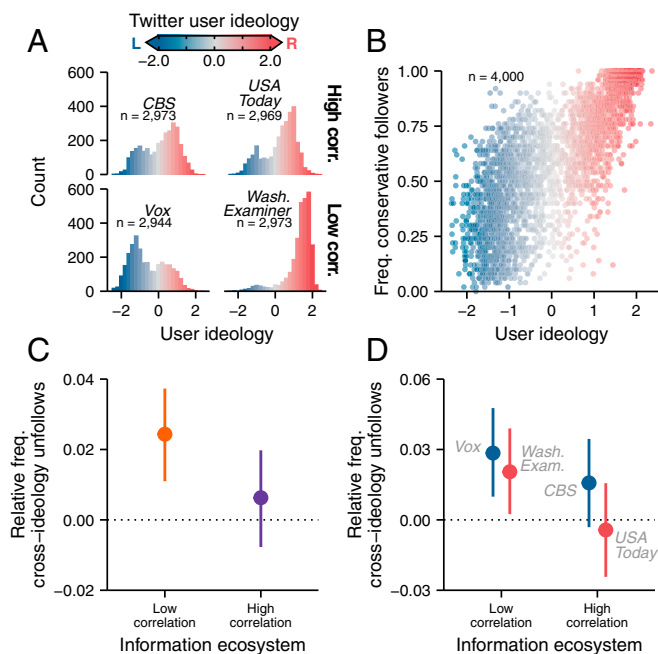 A
Twitter user ideology
L
R
−2.0
0.0
2.0
B
600
400
200
0
CBS
n = 2,973
USA
Today
n = 2,969
High corr.
Count
600
400
200
0
Vox
n = 2,944
Wash.
Examiner
n = 2,973
Low corr.
−2
0
2
−2
0
2
User ideology
n = 4,000
Freq. conservative followers
1.00
0.75
0.50
0.25
0.00
−2
−1
0
1
2
User ideology
C
Relative freq.
cross-ideology unfollows
0.04
0.02
0.00
−0.02
Low
correlation
High
correlation
Information ecosystem
D
Relative freq.
cross-ideology unfollows
0.06
0.03
0.00
−0.03
Vox
Wash.
Exam.
CBS
USA
Today
Low
correlation
High
correlation
Information ecosystem